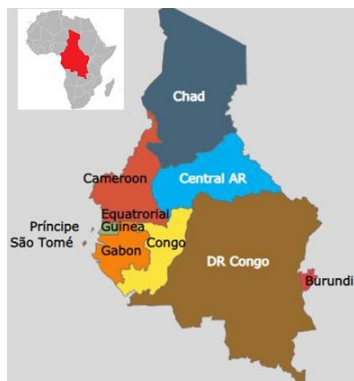 Chad
Cameroon
Central AR
Equatrorial
Guinea
Príncipe
São Tomé
Gabon
Congo
DR Congo
Burundi